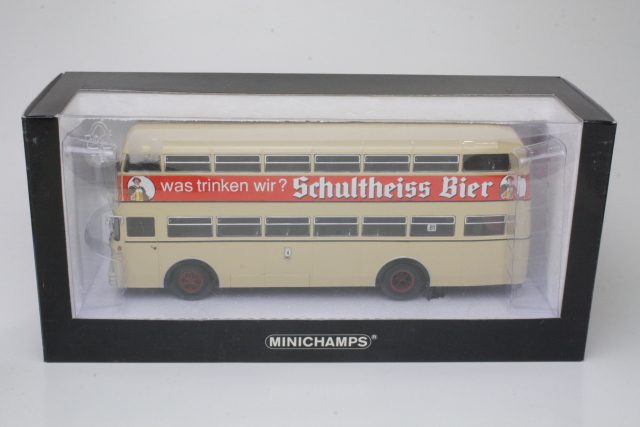 was trinken wir? Schultheiss Bier
MINICHAMPS®